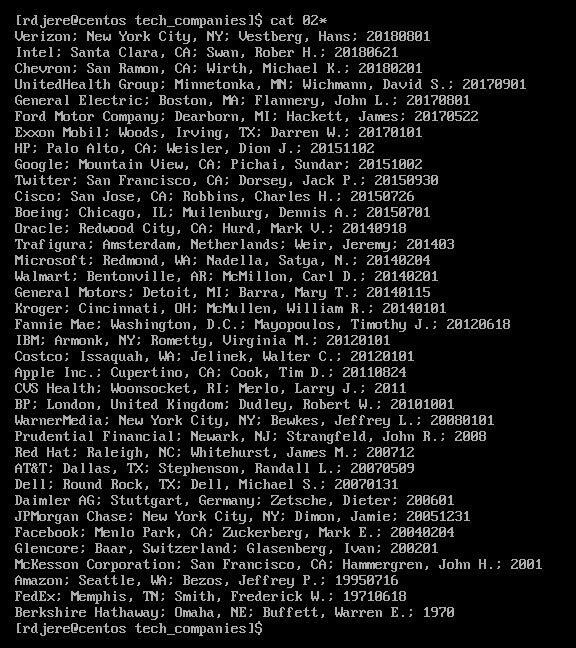 [rdjere@centos tech_companies]$ cat 02*
Verizon; New York City, NY; Vestberg, Hans; 20180801
Intel; Santa Clara, CA; Swan, Rober H.; 20180621
Chevron; San Ramon, CA; Wirth, Michael K.; 20180201
UnitedHealth Group; Minnetonka, MN; Wichmann, David S.; 20170901
General Electric; Boston, MA; Flannery, John L.; 20170801
Ford Motor Company; Dearborn, MI; Hackett, James; 20170522
Exxon Mobil; Woods, Irving, TX; Darren W.; 20170101
HP; Palo Alto, CA; Weisler, Dion J.; 20151102
Google; Mountain View, CA; Pichai, Sundar; 20151002
Twitter; San Francisco, CA; Dorsey, Jack P.; 20150930
Cisco; San Jose, CA; Robbins, Charles H.; 20150726
Boeing; Chicago, IL; Muilenburg, Dennis A.; 20150701
Oracle; Redwood City, CA; Hurd, Mark V.; 20140918
Trafigura; Amsterdam, Netherlands; Weir, Jeremy; 201403
Microsoft; Redmond, WA; Nadella, Satya, N.; 20140204
Walmart; Bentonville, AR; McMillon, Carl D.; 20140201
General Motors; Detoit, MI; Barra, Mary T.; 20140115
Kroger; Cincinnati, OH; McMullen, William R.; 20140101
Fannie Mae; Washington, D.C.; Mayopoulos, Timothy J.; 20120618
IBM; Armonk, NY; Rometty, Virginia M.; 20120101
Costco; Issaquah, WA; Jelinek, Walter C.; 20120101
Apple Inc.; Cupertino, CA; Cook, Tim D.; 20110824
CVS Health; Woonsocket, RI; Merlo, Larry J.; 2011
BP; London, United Kingdom; Dudley, Robert W.; 20101001
WarnerMedia; New York City, NY; Bewkes, Jeffrey L.; 20080101
Prudential Financial; Newark, NJ; Strangfeld, John R.; 2008
Red Hat; Raleigh, NC; Whitehurst, James M.; 200712
AT&T; Dallas, TX; Stephenson, Randall L.; 20070509
Dell; Round Rock, TX; Dell, Michael S.; 20070131
Daimler AG; Stuttgart, Germany; Zetsche, Dieter; 200601
JPMorgan Chase; New York City, NY; Dimon, Jamie; 20051231
Facebook; Menlo Park, CA; Zuckerberg, Mark E.; 20040204
Glencore; Baar, Switzerland; Glasenberg, Ivan; 200201
McKesson Corporation; San Francisco, CA; Hammergren, John H.; 2001
Amazon; Seattle, WA; Bezos, Jeffrey P.; 19950716
FedEx; Memphis, TN; Smith, Frederick W.; 19710618
Berkshire Hathaway; Omaha, NE; Buffett, Warren E.; 1970
[rdjere@centos tech_companies]$